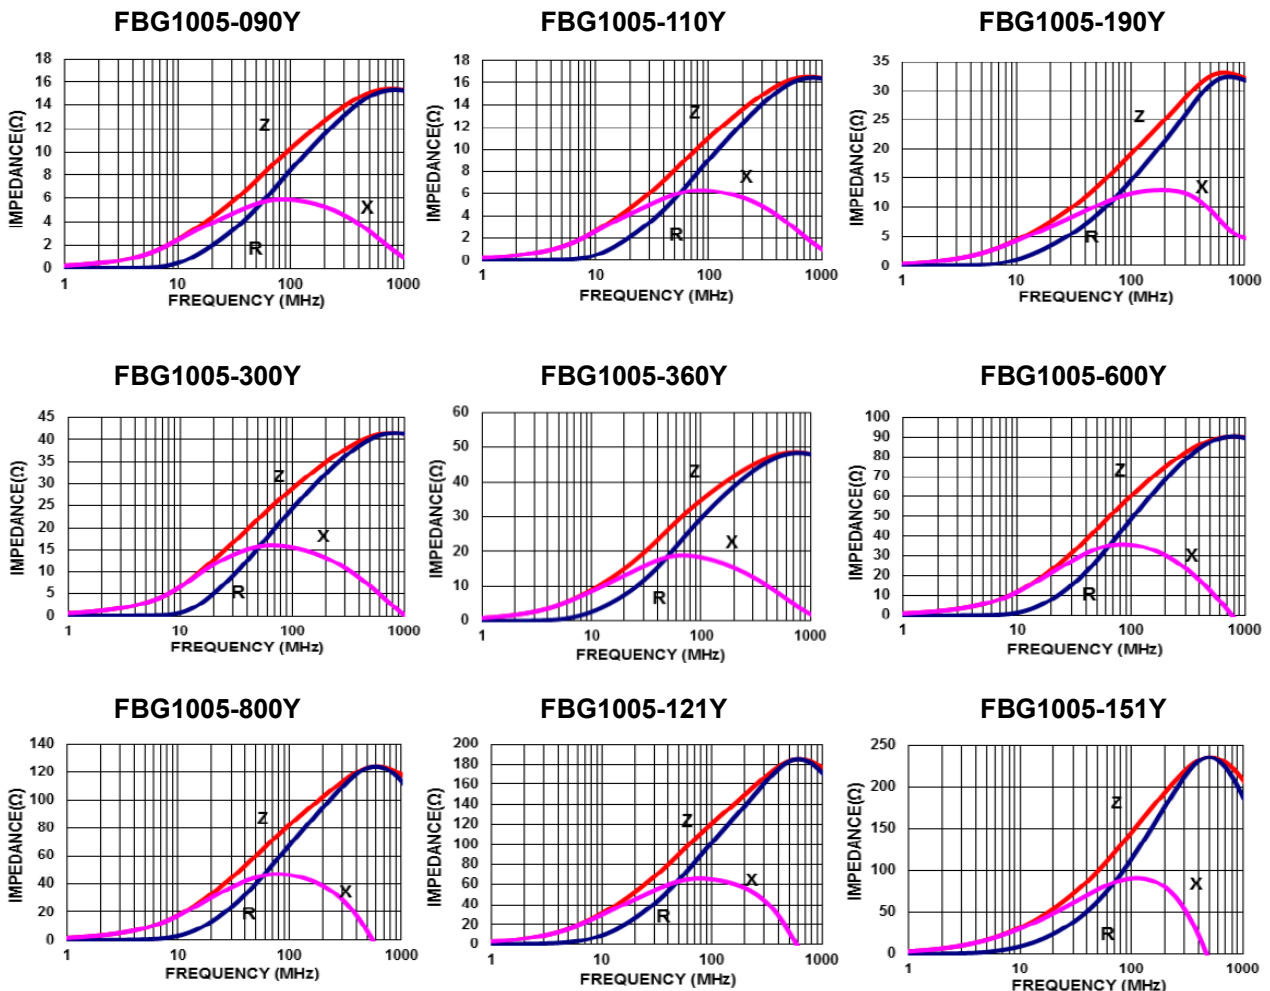 FBG1005-090Y
FBG1005-110Y
FBG1005-190Y
IMPEDANCE(Ω)
18
16
14
12
10
8
6
4
2
0
Z
X
R
1
10
100
1000
FREQUENCY (MHz)
IMPEDANCE(Ω)
18
16
14
12
10
8
6
4
2
0
Z
X
R
1
10
100
1000
FREQUENCY (MHz)
IMPEDANCE(Ω)
35
30
25
20
15
10
5
0
Z
X
R
1
10
100
1000
FREQUENCY (MHz)
FBG1005-300Y
FBG1005-360Y
FBG1005-600Y
IMPEDANCE(Ω)
45
40
35
30
25
20
15
10
5
0
Z
X
R
1
10
100
1000
FREQUENCY (MHz)
IMPEDANCE(Ω)
60
50
40
30
20
10
0
Z
X
R
1
10
100
1000
FREQUENCY (MHz)
IMPEDANCE(Ω)
100
90
80
70
60
50
40
30
20
10
0
Z
X
R
1
10
100
1000
FREQUENCY (MHz)
FBG1005-800Y
FBG1005-121Y
FBG1005-151Y
IMPEDANCE(Ω)
140
120
100
80
60
40
20
0
Z
X
R
1
10
100
1000
FREQUENCY (MHz)
IMPEDANCE(Ω)
200
180
160
140
120
100
80
60
40
20
0
Z
X
R
1
10
100
1000
FREQUENCY (MHz)
IMPEDANCE(Ω)
250
200
150
100
50
0
Z
X
R
1
10
100
1000
FREQUENCY (MHz)